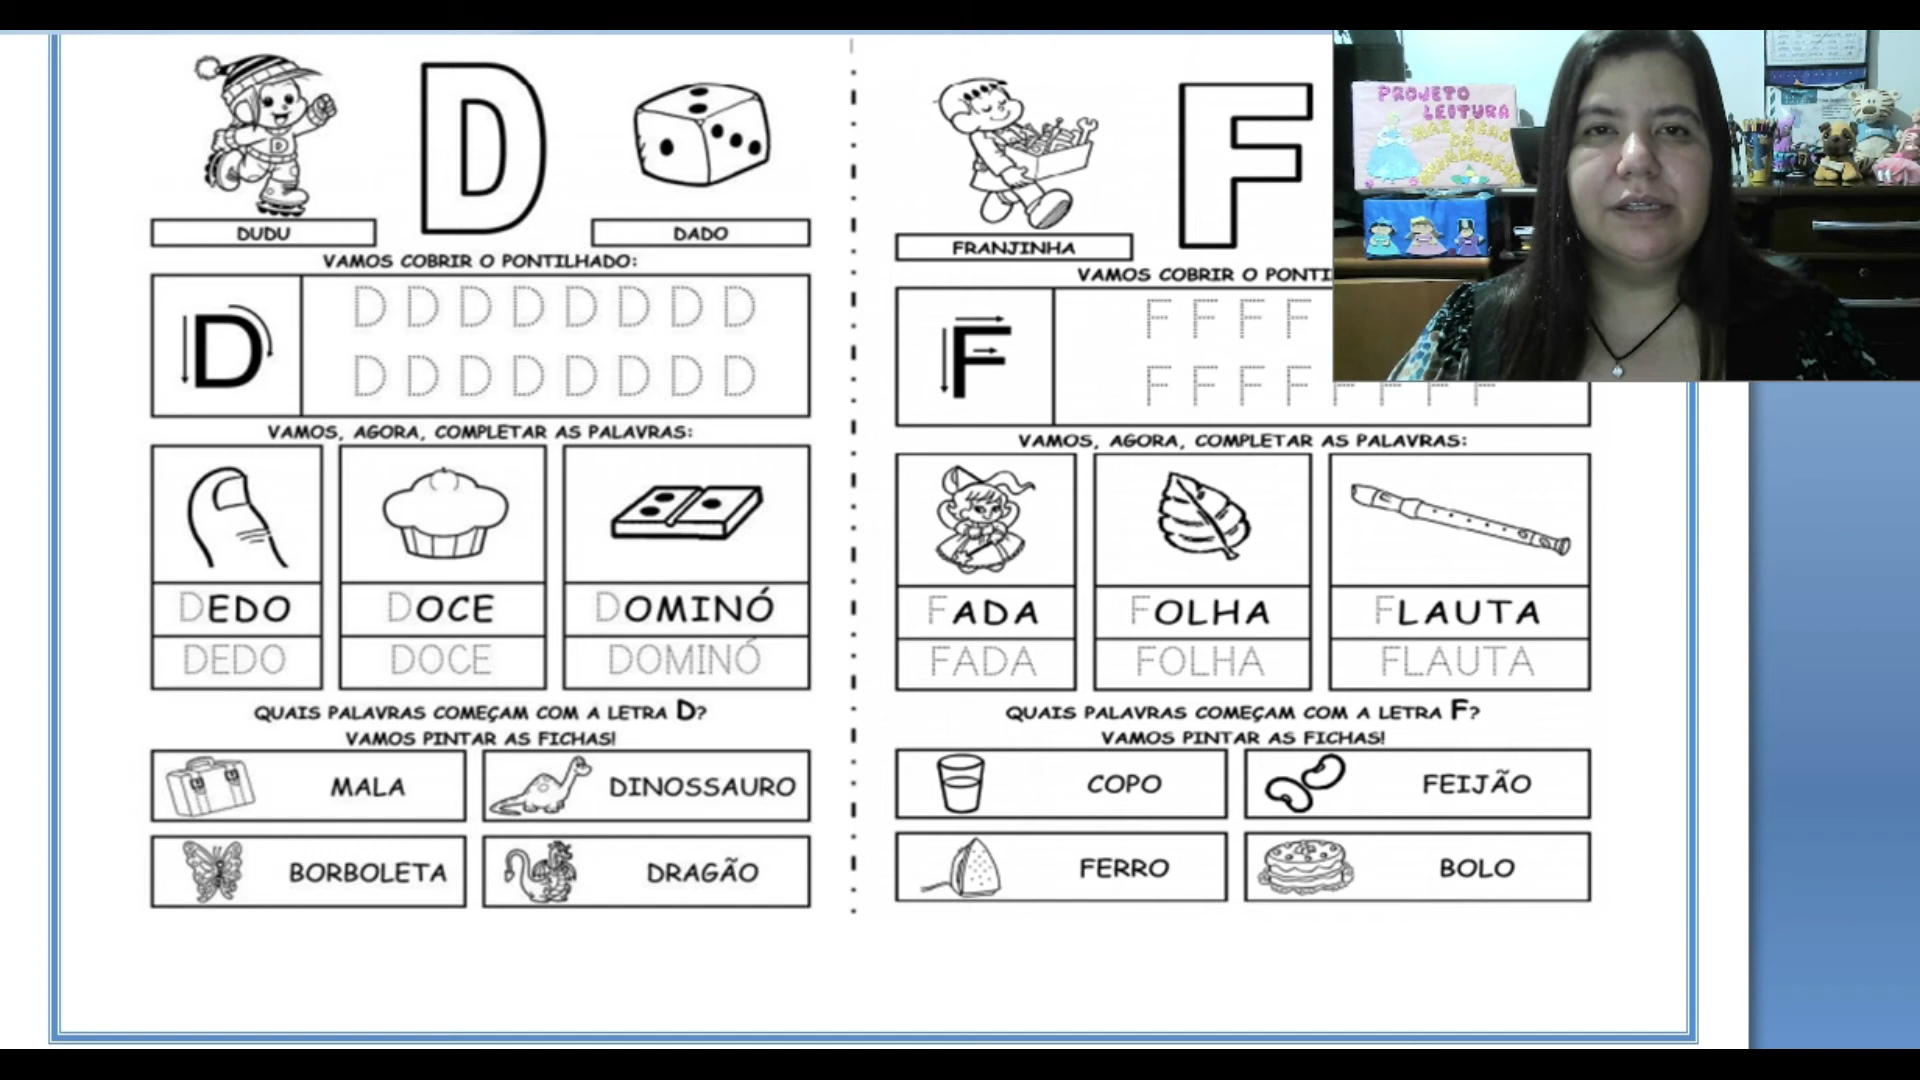 D
DUDU
DADO
VAMOS COBRIR O PONTILHADO:
D
D D D D D D D D
D D D D D D D D
VAMOS, AGORA, COMPLETAR AS PALAVRAS:
DEDO
DOCE
DOMINÓ
DEDO
DOCE
DOMINÓ
QUAIS PALAVRAS COMEÇAM COM A LETRA D?
VAMOS PINTAR AS FICHAS!
MALA
DINOSSAURO
BORBOLETA
DRAGÃO
F
FRANJINHA
VAMOS COBRIR O PONTI
F
F F F F
F F F F F F F F
VAMOS, AGORA, COMPLETAR AS PALAVRAS:
FADA
FOLHA
FLAUTA
FADA
FOLHA
FLAUTA
QUAIS PALAVRAS COMEÇAM COM A LETRA F?
VAMOS PINTAR AS FICHAS!
COPO
FEIJÃO
FERRO
BOLO
PROJETO
LEITURA
NAS ASAS
DA